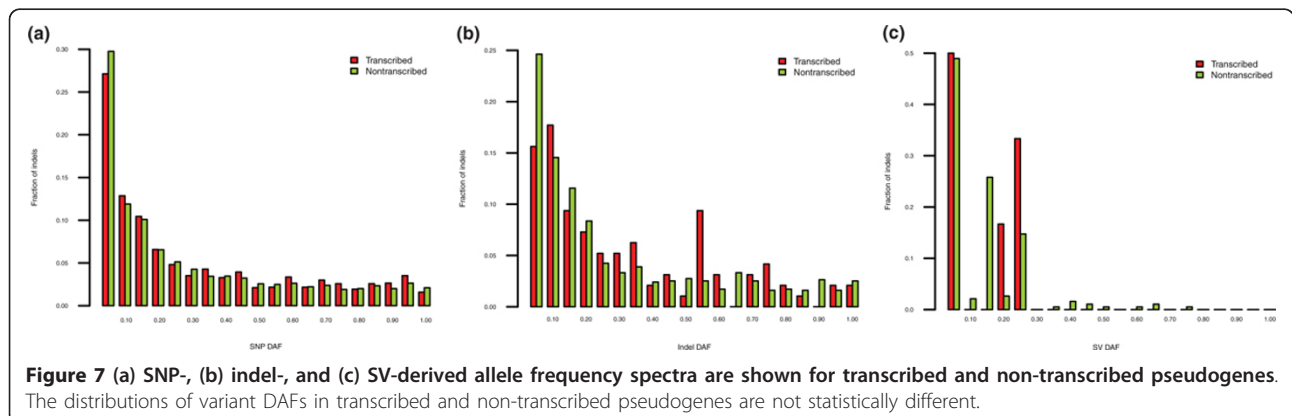 (a)
0.30
0.25
0.20
0.15
0.10
0.05
0.00
Fraction of indels
Transcribed
Nontranscribed
0.10 0.20 0.30 0.40 0.50 0.60 0.70 0.80 0.90 1.00
SNP DAF
(b)
0.25
0.20
0.15
0.10
0.05
0.00
Fraction of indels
Transcribed
Nontranscribed
0.10 0.20 0.30 0.40 0.50 0.60 0.70 0.80 0.90 1.00
Indel DAF
(c)
0.5
0.4
0.3
0.2
0.1
0.0
Fraction of indels
Transcribed
Nontranscribed
0.10 0.20 0.30 0.40 0.50 0.60 0.70 0.80 0.90 1.00
SV DAF
Figure 7 (a) SNP-, (b) indel-, and (c) SV-derived allele frequency spectra are shown for transcribed and non-transcribed pseudogenes.
The distributions of variant DAFs in transcribed and non-transcribed pseudogenes are not statistically different.